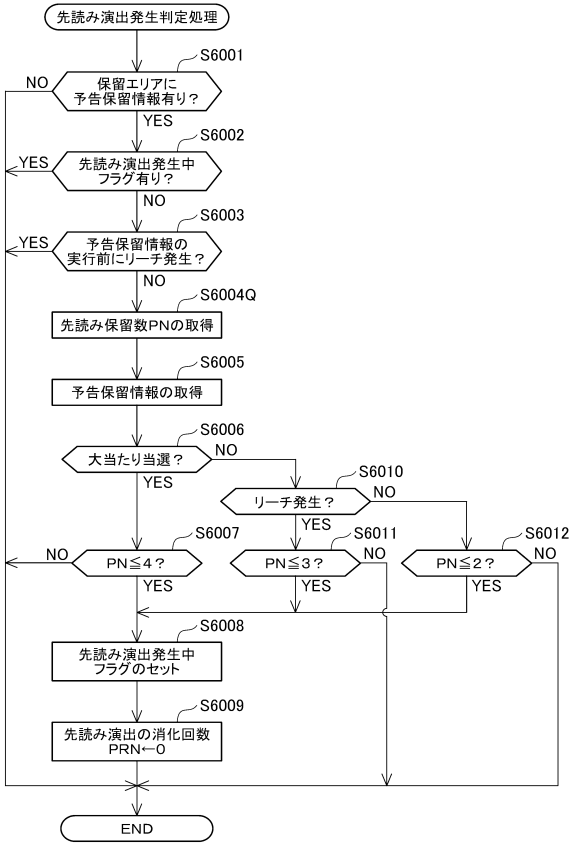 先読み演出発生判定処理
S6001
保留エリアに
予告保留情報有り?
NO
YES
S6002
先読み演出発生中
フラグ有り?
YES
NO
S6003
予告保留情報の
実行前にリーチ発生?
YES
NO
S6004Q
先読み保留数PNの取得
S6005
予告保留情報の取得
S6006
大当たり当選?
NO
YES
S6010
リーチ発生?
NO
YES
S6007
PN≦4?
NO
YES
S6011
PN≦3?
NO
YES
S6012
PN≦2?
NO
YES
S6008
先読み演出発生中
フラグのセット
S6009
先読み演出の消化回数
PRN←0
END